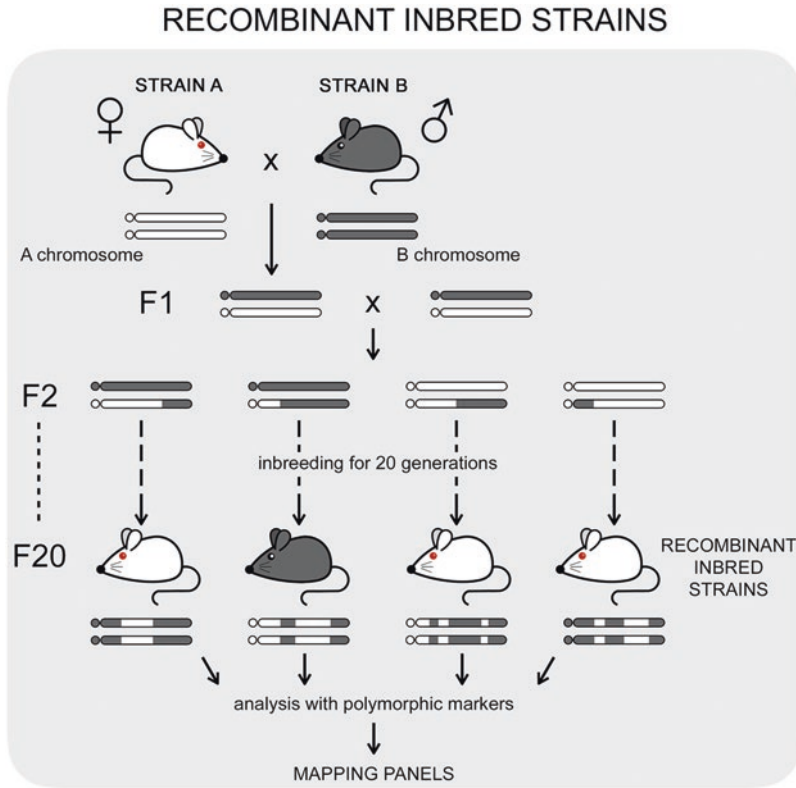 RECOMBINANT INBRED STRAINS
STRAIN A
STRAIN B
♀
♂
x
A chromosome
B chromosome
F1
x
F2
inbreeding for 20 generations
F20
RECOMBINANT
INBRED
STRAINS
analysis with polymorphic markers
MAPPING PANELS